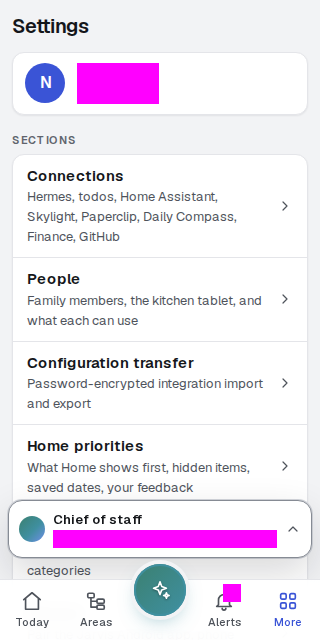 Settings
N
SECTIONS
Connections
Hermes, todos, Home Assistant,
Skylight, Paperclip, Daily Compass,
Finance, GitHub
People
Family members, the kitchen tablet, and
what each can use
Configuration transfer
Password-encrypted integration import
and export
Home priorities
What Home shows first, hidden items,
saved dates, your feedback
Chief of staff
categories
Today
Areas
Alerts
More